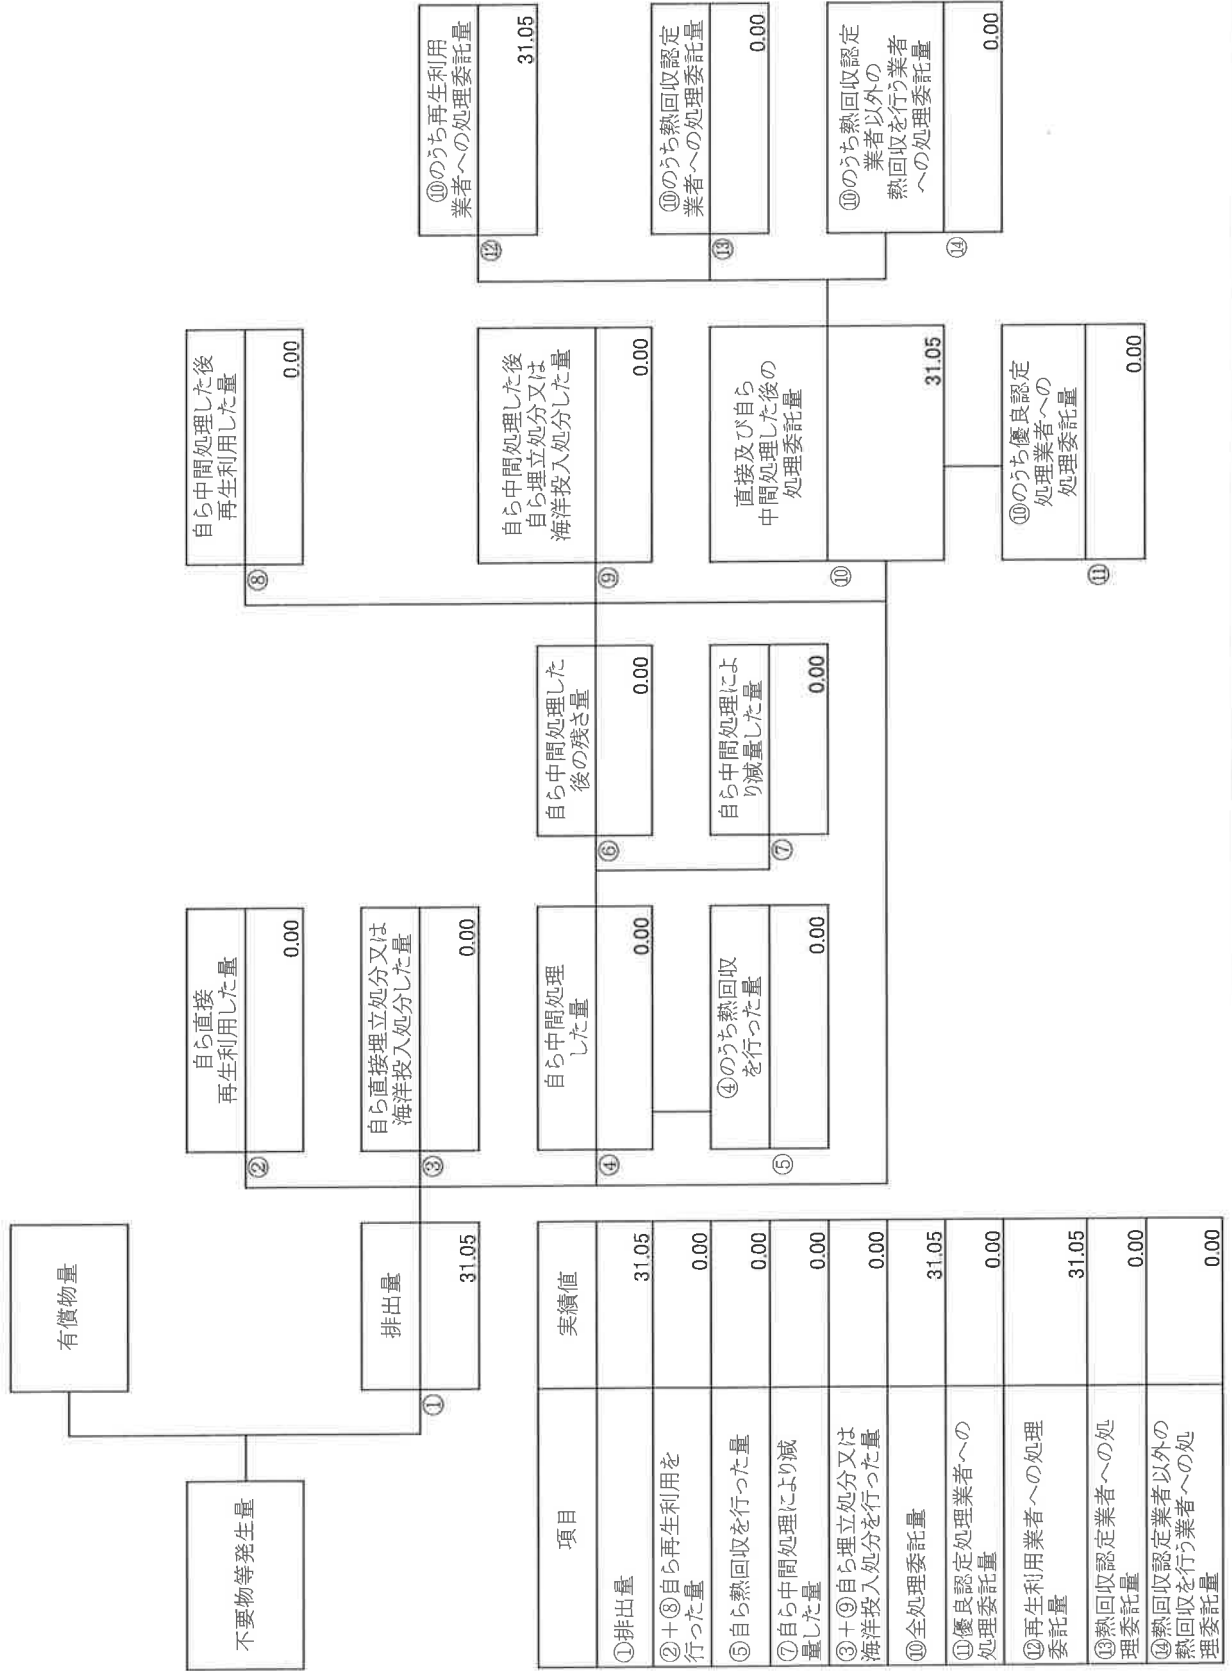 不要物等発生量
有償物量
①
排出量
31.05
②
自ら直接
再生利用した量
0.00
③
自ら直接埋立処分又は
海洋投入処分した量
0.00
④
自ら中間処理
した量
0.00
⑤
④のうち熱回収
を行った量
0.00
⑥
自ら中間処理した
後の残さ量
0.00
⑦
自ら中間処理によ
り減量した量
0.00
⑧
自ら中間処理した後
再生利用した量
0.00
⑨
自ら中間処理した後
自ら埋立処分又は
海洋投入処分した量
0.00
⑩
直接及び自ら
中間処理した後の
処理委託量
31.05
⑪
⑩のうち優良認定
処理業者への
処理委託量
0.00
⑫
⑩のうち再生利用
業者への処理委託量
31.05
⑬
⑩のうち熱回収認定
業者への処理委託量
0.00
⑭
⑩のうち熱回収認定
業者以外の
熱回収を行う業者
への処理委託量
0.00
項目 実績値
①排出量 31.05
②＋⑧自ら再生利用を
行った量 0.00
⑤自ら熱回収を行った量 0.00
⑦自ら中間処理により減
量した量 0.00
③＋⑨自ら埋立処分又は
海洋投入処分を行った量 0.00
⑩全処理委託量 31.05
⑪優良認定処理業者への
処理委託量 0.00
⑫再生利用業者への処理
委託量 31.05
⑬熱回収認定業者への処
理委託量 0.00
⑭熱回収認定業者以外の
熱回収を行う業者への処
理委託量 0.00